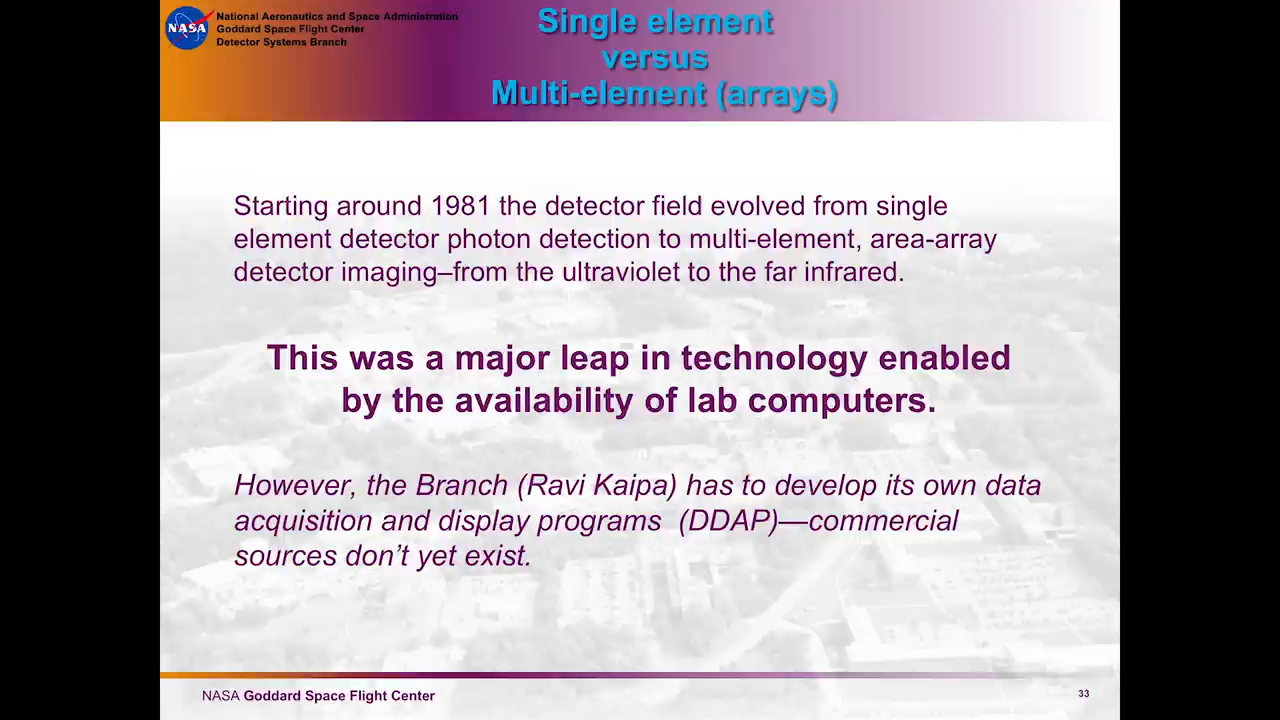 NASA
National Aeronautics and Space Administration
Goddard Space Flight Center
Detector Systems Branch
Single element
versus
Multi-element (arrays)
Starting around 1981 the detector field evolved from single
element detector photon detection to multi-element, area-array
detector imaging–from the ultraviolet to the far infrared.
This was a major leap in technology enabled
by the availability of lab computers.
However, the Branch (Ravi Kaipa) has to develop its own data
acquisition and display programs  (DDAP)—commercial
sources don’t yet exist.
NASA Goddard Space Flight Center
33